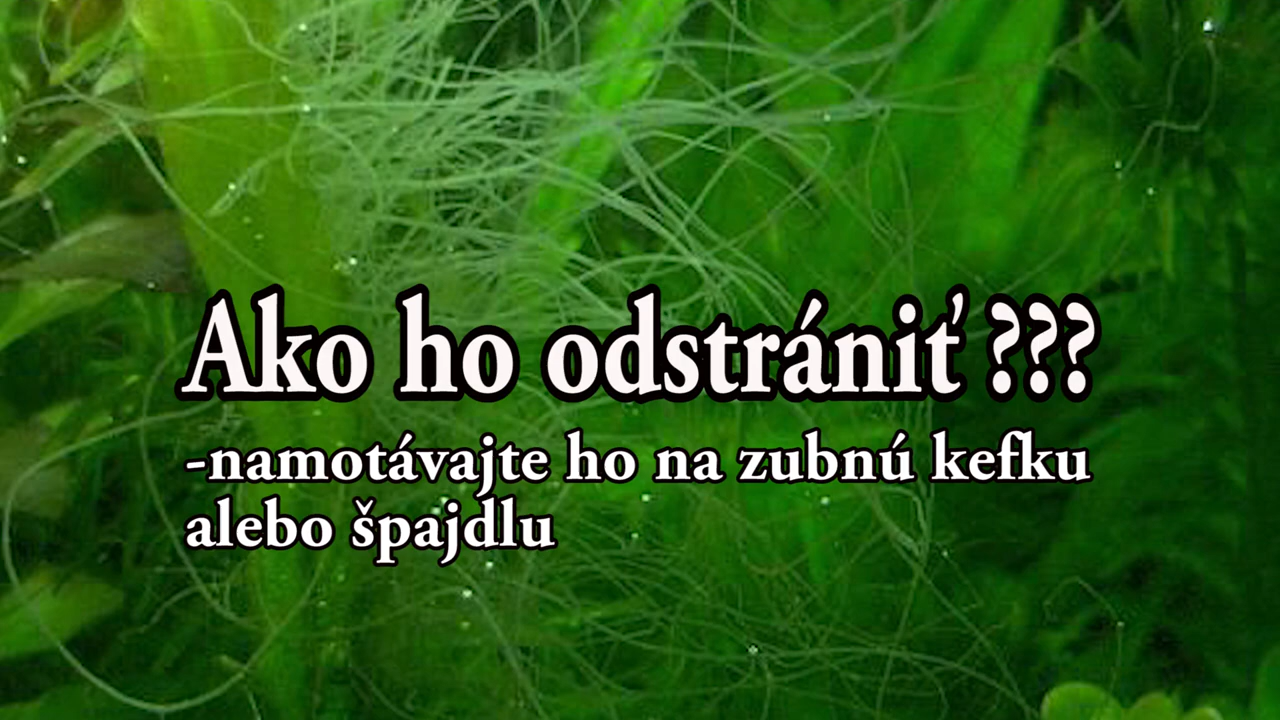 Ako ho odstrániť ???
-namotávajte ho na zubnú kefku
alebo špajdlu